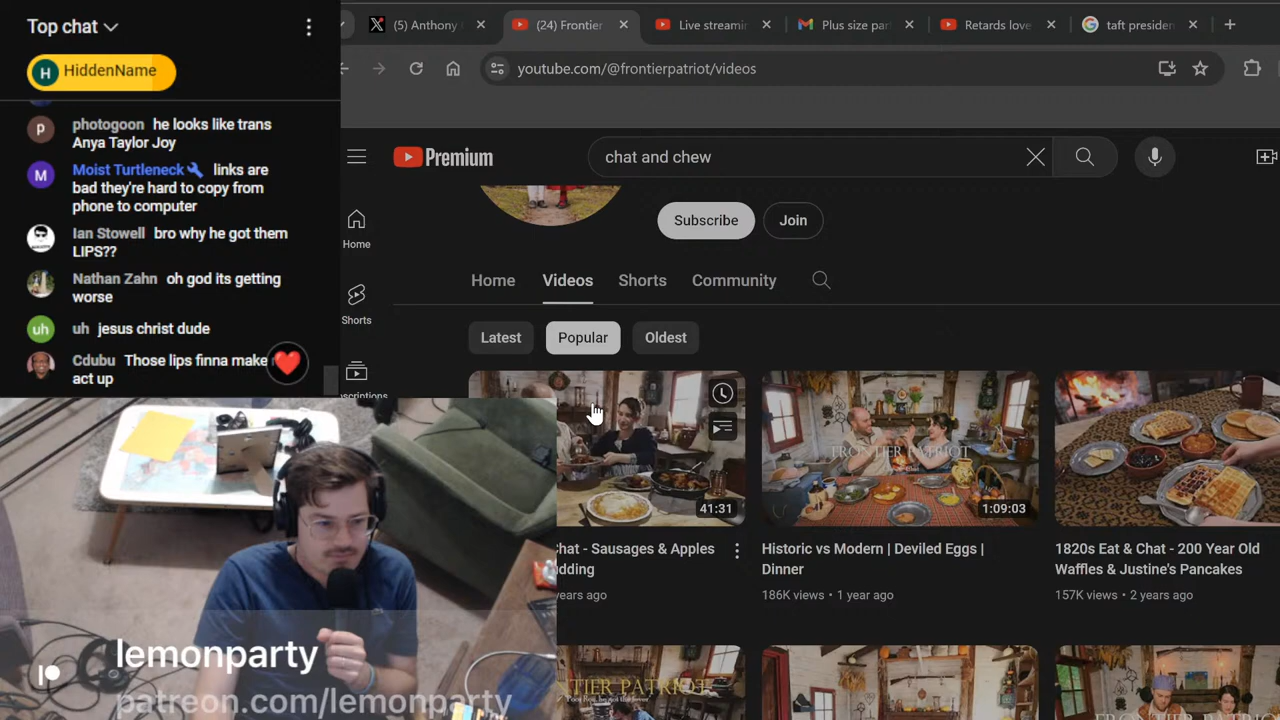 Top chat
H HiddenName
photogoon he looks like trans
Anya Taylor Joy
Moist Turtleneck links are
bad they're hard to copy from
phone to computer
Ian Stowell bro why he got them
LIPS??
Nathan Zahn oh god its getting
worse
uh uh jesus christ dude
Cdubu Those lips finna make
act up
(5) Anthony
(24) Frontier
Live streamin
Plus size par
Retards love
taft presiden
youtube.com/@frontierpatriot/videos
Premium
chat and chew
Subscribe
Join
Home
Shorts
Home
Videos
Shorts
Community
Latest
Popular
Oldest
41:31
FRONTIER PATRIOT
1:09:03
hat - Sausages & Apples
dding
ears ago
Historic vs Modern | Deviled Eggs |
Dinner
186K views • 1 year ago
1820s Eat & Chat - 200 Year Old
Waffles & Justine's Pancakes
157K views • 2 years ago
TIER PATRIOT
lemonparty
patreon.com/lemonparty